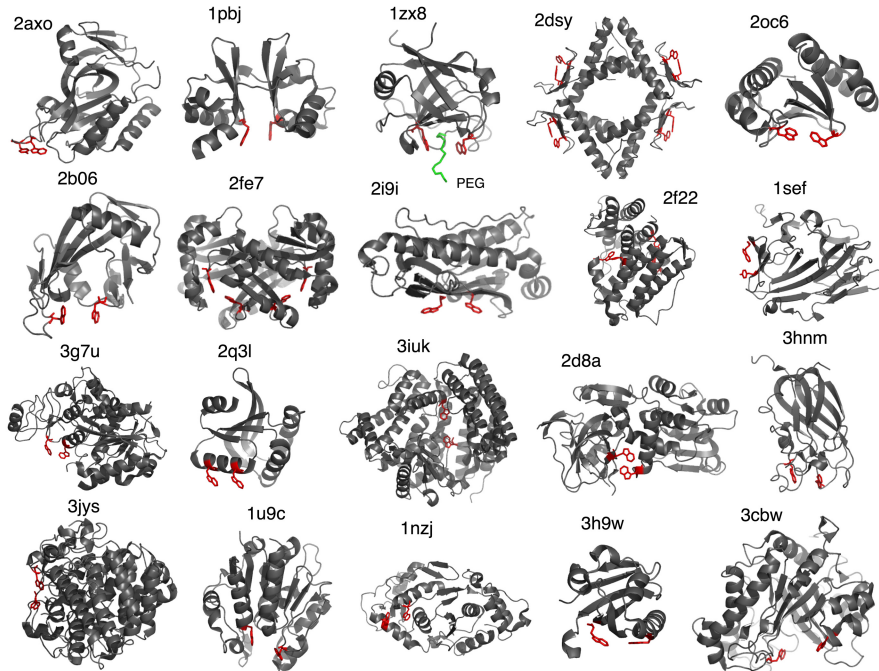 2axo
1pbj
1zx8
2dsy
2oc6
PEG
2b06
2fe7
2i9i
2f22
1sef
3g7u
2q3l
3iuk
2d8a
3hnm
3jys
1u9c
1nzj
3h9w
3cbw